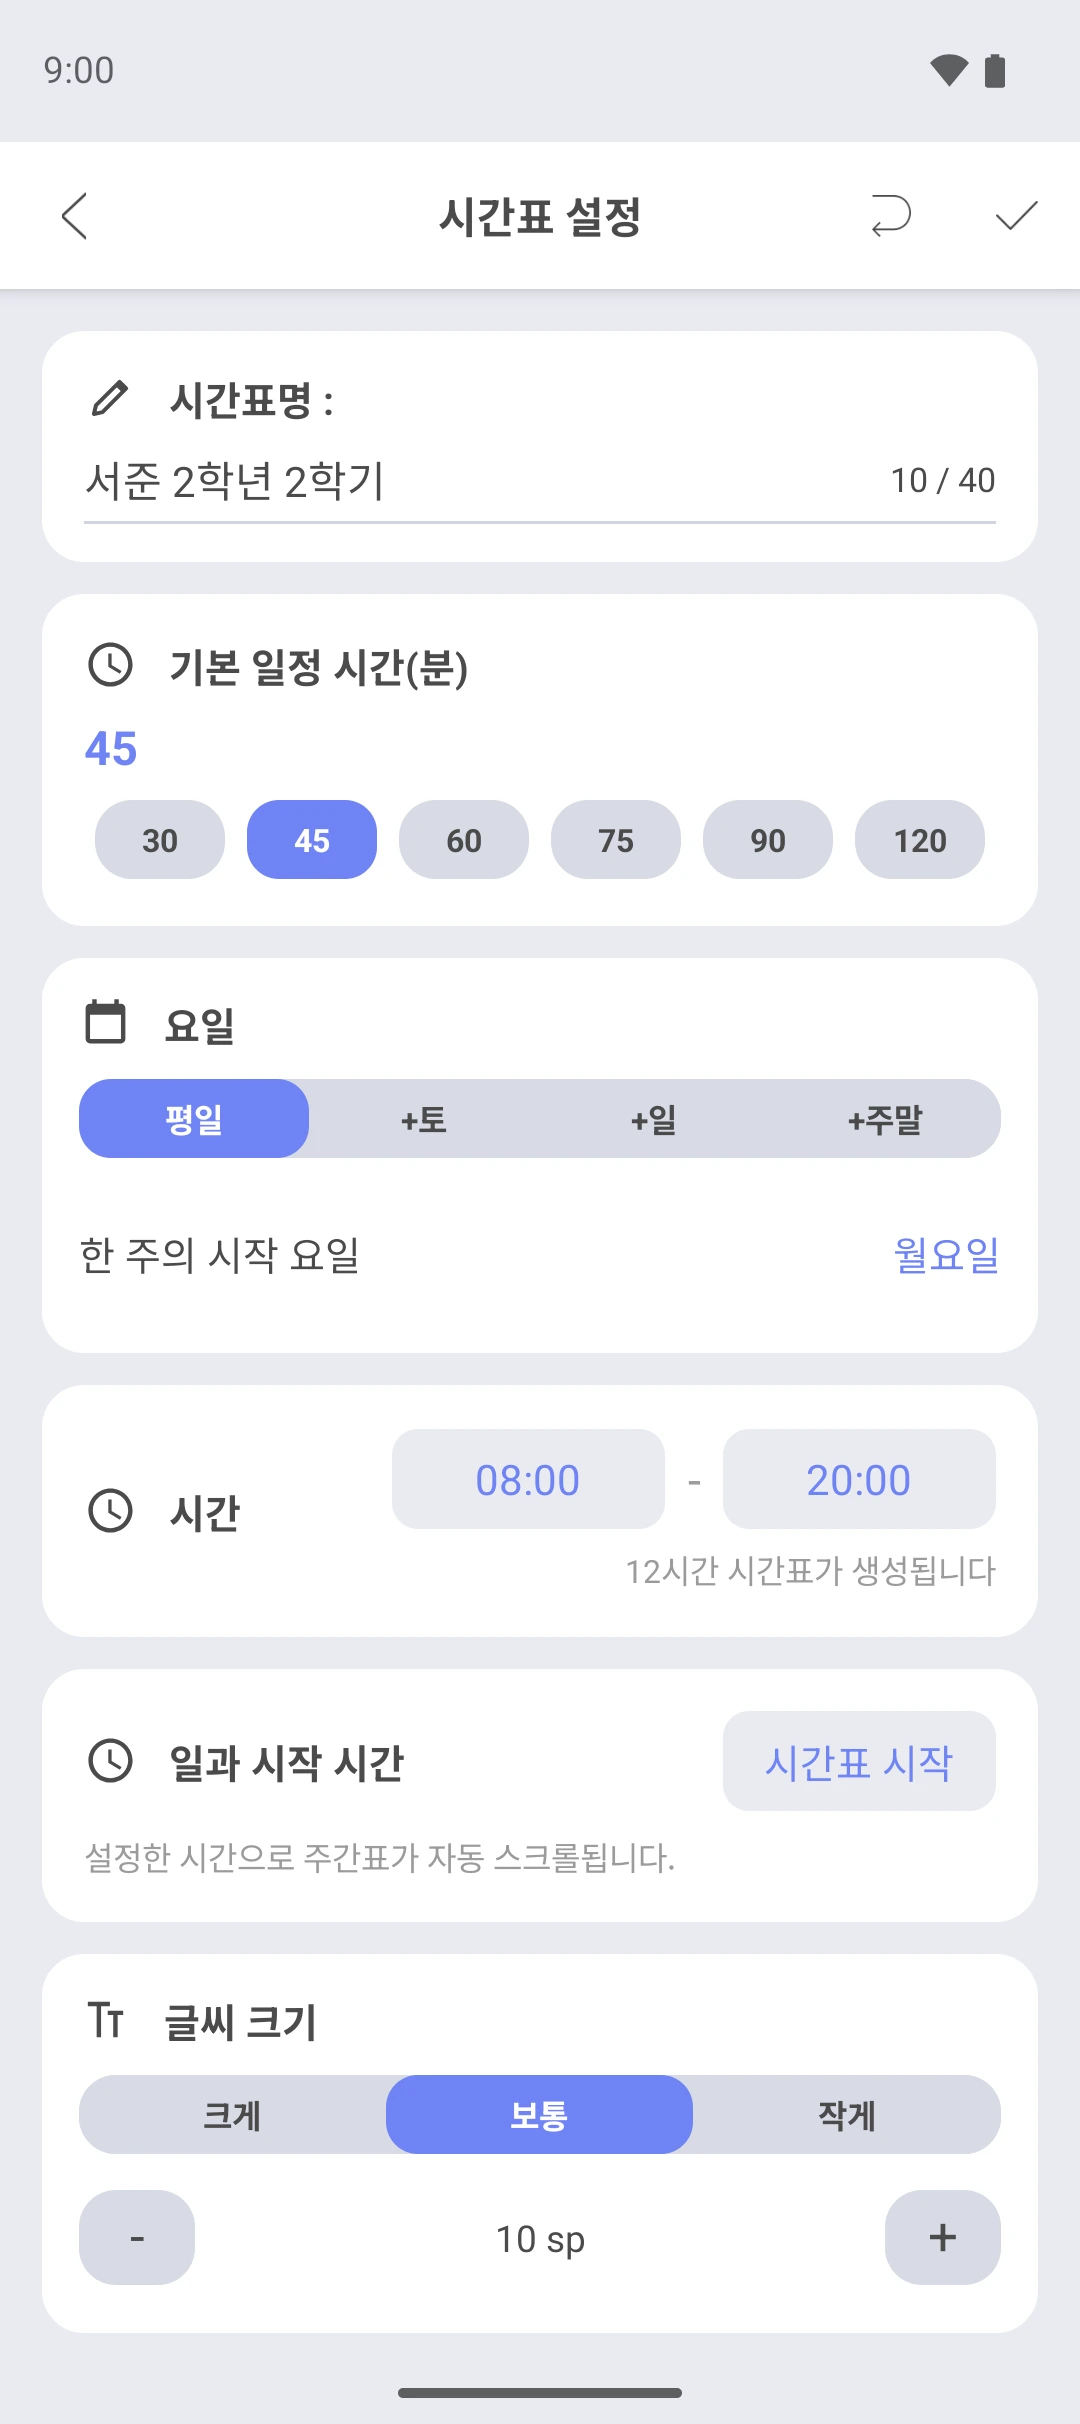 9:00
시간표 설정
시간표명 :
서준 2학년 2학기
10 / 40
기본 일정 시간(분)
45
30 45 60 75 90 120
요일
평일 +토 +일 +주말
한 주의 시작 요일
월요일
시간
08:00 - 20:00
12시간 시간표가 생성됩니다
일과 시작 시간
시간표 시작
설정한 시간으로 주간표가 자동 스크롤됩니다.
글씨 크기
크게 보통 작게
- 10 sp +